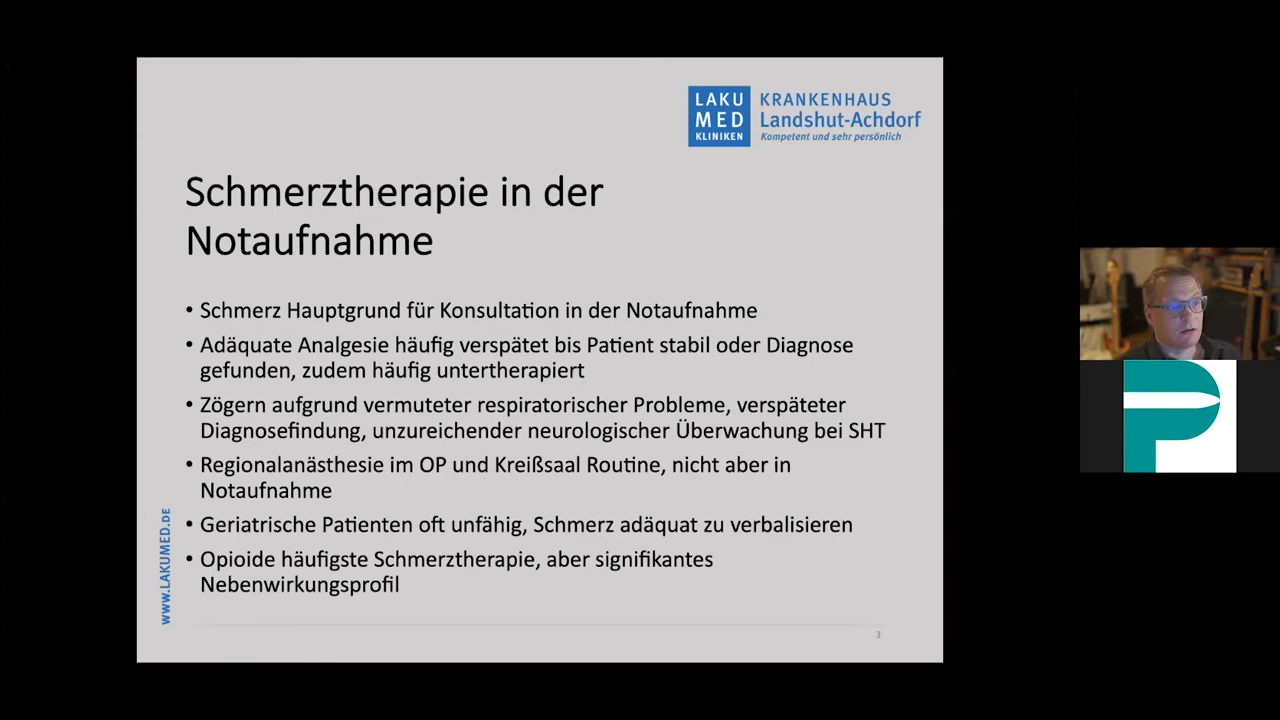 LAKU
MED
KLINIKEN
KRANKENHAUS
Landshut-Achdorf
Kompetent und sehr persönlich
Schmerztherapie in der
Notaufnahme
• Schmerz Hauptgrund für Konsultation in der Notaufnahme
• Adäquate Analgesie häufig verspätet bis Patient stabil oder Diagnose
gefunden, zudem häufig untertherapiert
• Zögern aufgrund vermuteter respiratorischer Probleme, verspäteter
Diagnosefindung, unzureichender neurologischer Überwachung bei SHT
• Regionalanästhesie im OP und Kreißsaal Routine, nicht aber in
Notaufnahme
• Geriatrische Patienten oft unfähig, Schmerz adäquat zu verbalisieren
• Opioide häufigste Schmerztherapie, aber signifikantes
Nebenwirkungsprofil
www.LAKUMED.DE
3
P